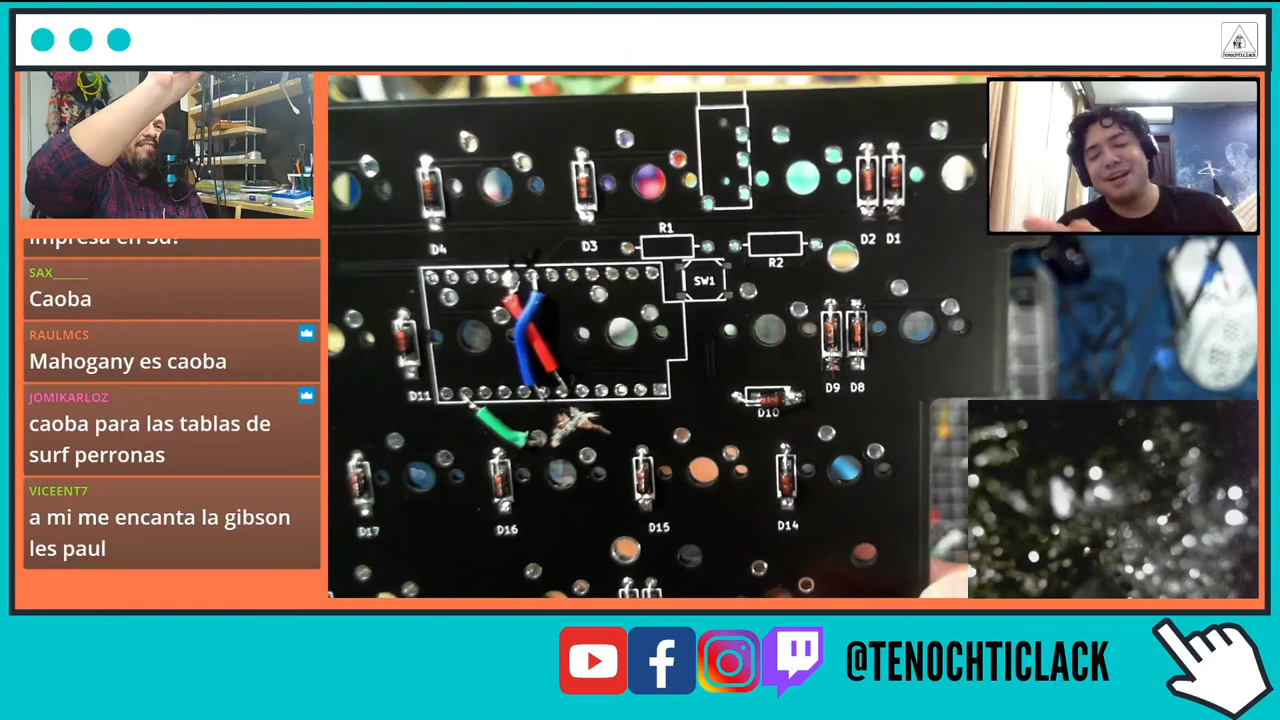 Tenochticlack
impresa en 3d?
SAX_____
Caoba
RAULMCS
Mahogany es caoba
JOMIKARLOZ
caoba para las tablas de
surf perronas
VICEENT7
a mi me encanta la gibson
les paul
D4
D3
R1
R2
D2
D1
SW1
D11
D9
D8
D10
D17
D16
D15
D14
@TENOCHTICLACK